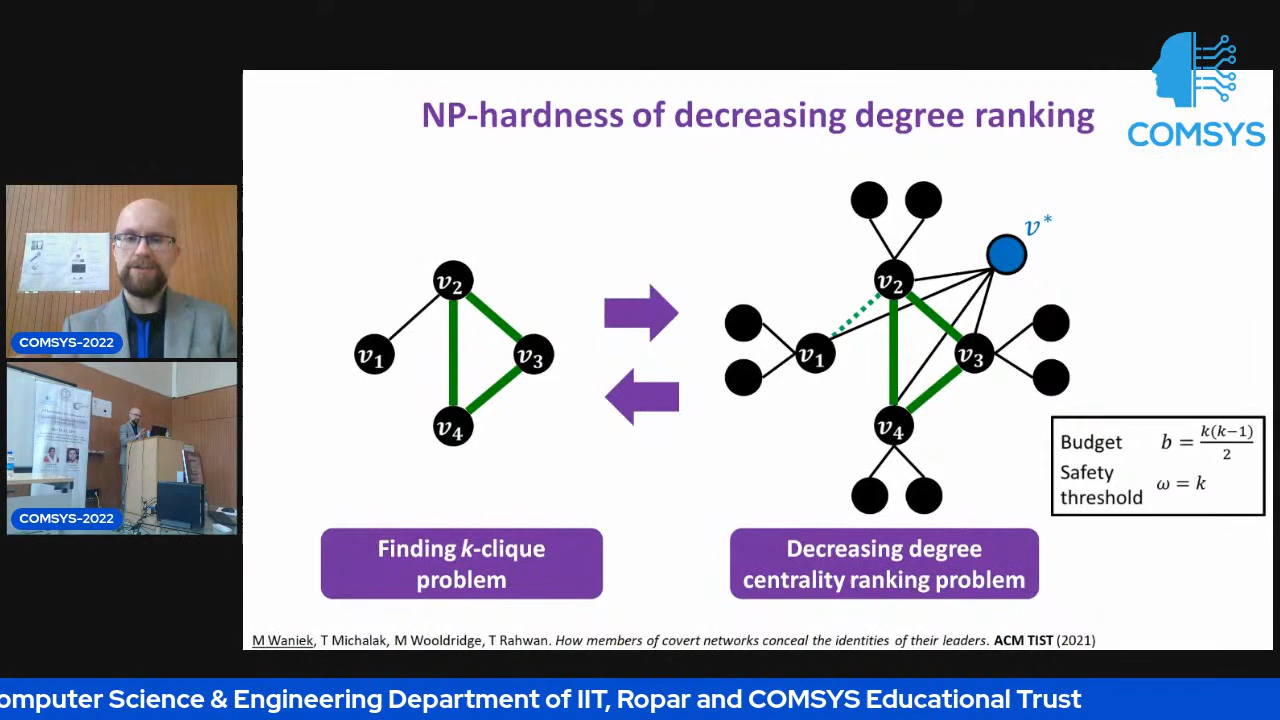 NP-hardness of decreasing degree ranking
COMSYS
v*
v2
v1
v3
v4
v2
v1
v3
v4
Budget b = k(k−1)/2
Safety threshold ω = k
Finding k-clique
problem
Decreasing degree
centrality ranking problem
M Waniek, T Michalak, M Wooldridge, T Rahwan. How members of covert networks conceal the identities of their leaders. ACM TIST (2021)
COMSYS-2022
COMSYS-2022
omputer Science & Engineering Department of IIT, Ropar and COMSYS Educational Trust